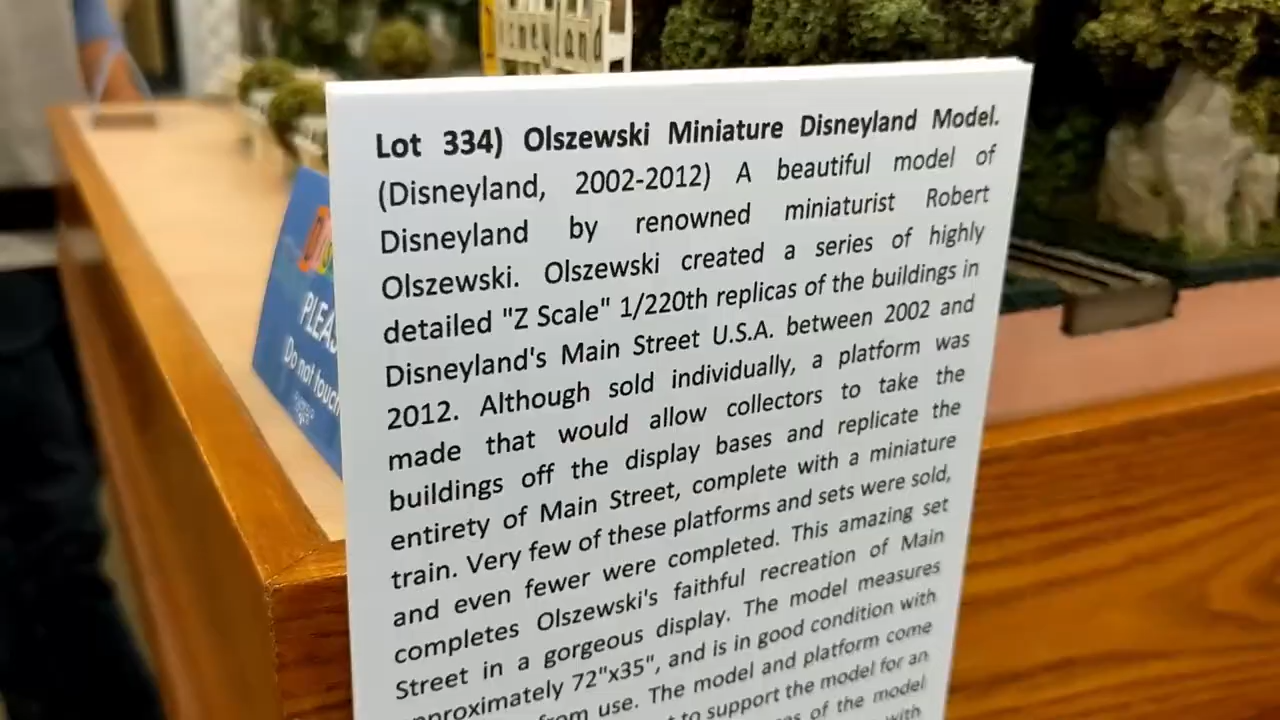 Disneyland
Lot 334) Olszewski Miniature Disneyland Model.
(Disneyland, 2002-2012) A beautiful model of
Disneyland by renowned miniaturist Robert
Olszewski. Olszewski created a series of highly
detailed "Z Scale" 1/220th replicas of the buildings in
Disneyland's Main Street U.S.A. between 2002 and
2012. Although sold individually, a platform was
made that would allow collectors to take the
buildings off the display bases and replicate the
entirety of Main Street, complete with a miniature
train. Very few of these platforms and sets were sold,
and even fewer were completed. This amazing set
completes Olszewski's faithful recreation of Main
Street in a gorgeous display. The model measures
approximately 72"x35", and is in good condition with
from use. The model and platform come
to support the model for an
of the model
with
Do not touch